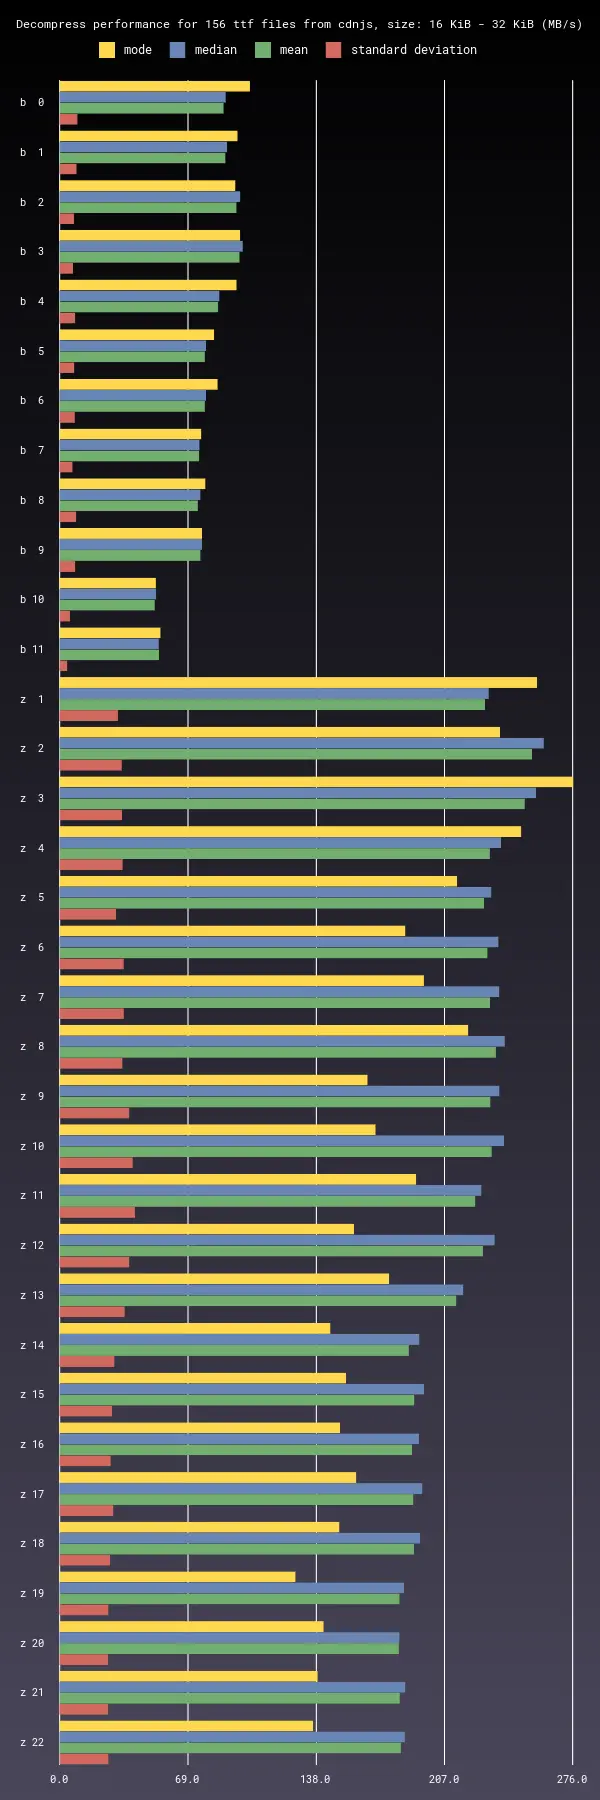 Decompress performance for 156 ttf files from cdnjs, size: 16 KiB - 32 KiB (MB/s)
mode median mean standard deviation
b 0
b 1
b 2
b 3
b 4
b 5
b 6
b 7
b 8
b 9
b 10
b 11
z 1
z 2
z 3
z 4
z 5
z 6
z 7
z 8
z 9
z 10
z 11
z 12
z 13
z 14
z 15
z 16
z 17
z 18
z 19
z 20
z 21
z 22
0.0 69.0 138.0 207.0 276.0